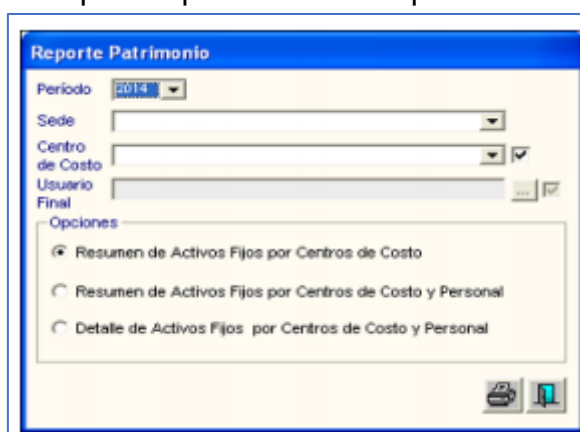 Reporte Patrimonio
Período 2014
Sede
Centro
de Costo
Usuario
Final
...
Opciones
Resumen de Activos Fijos por Centros de Costo
Resumen de Activos Fijos por Centros de Costo y Personal
Detalle de Activos Fijos por Centros de Costo y Personal